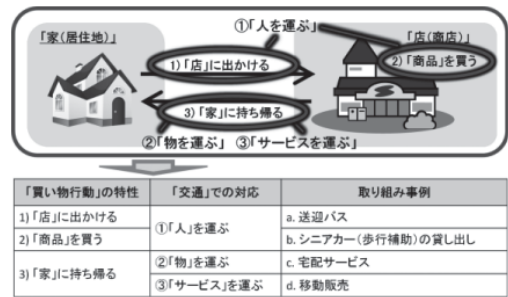 ①「人を運ぶ」
「家(居住地)」
「店(商店)」
1)「店」に出かける
2)「商品」を買う
3)「家」に持ち帰る
②「物を運ぶ」 ③「サービスを運ぶ」
「買い物行動」の特性 「交通」での対応 取り組み事例
1)「店」に出かける ①「人」を運ぶ a. 送迎バス
2)「商品」を買う b. シニアカー(歩行補助)の貸し出し
3)「家」に持ち帰る ②「物」を運ぶ c. 宅配サービス
③「サービス」を運ぶ d. 移動販売